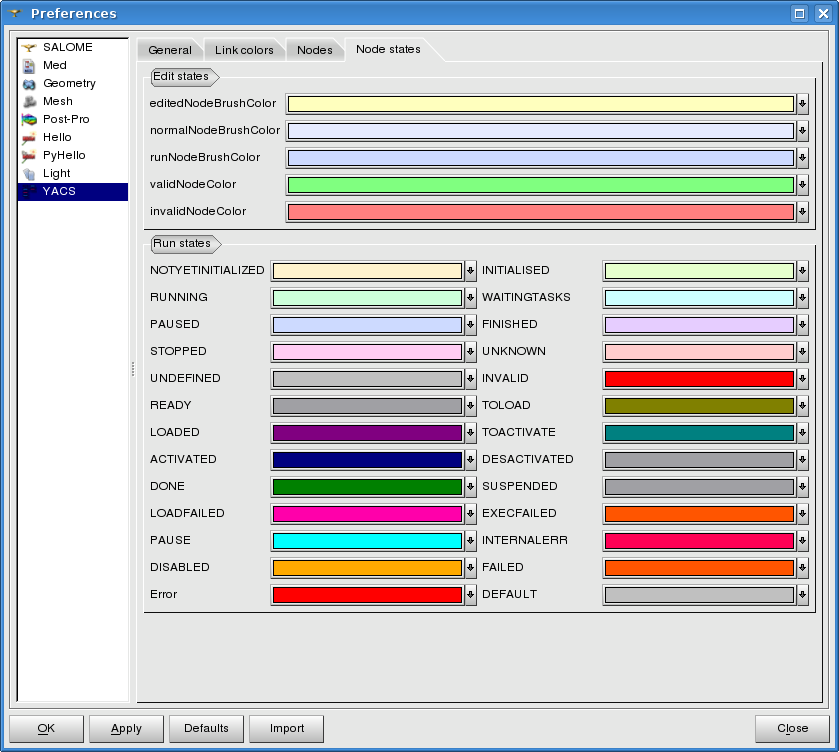 Preferences
SALOME
Med
Geometry
Mesh
Post-Pro
Hello
PyHello
Light
YACS
General Link colors Nodes Node states
Edit states
editedNodeBrushColor
normalNodeBrushColor
runNodeBrushColor
validNodeColor
invalidNodeColor
Run states
NOTYETINITIALIZED INITIALISED
RUNNING WAITINGTASKS
PAUSED FINISHED
STOPPED UNKNOWN
UNDEFINED INVALID
READY TOLOAD
LOADED TOACTIVATE
ACTIVATED DESACTIVATED
DONE SUSPENDED
LOADFAILED EXECFAILED
PAUSE INTERNALERR
DISABLED FAILED
Error DEFAULT
OK Apply Defaults Import Close